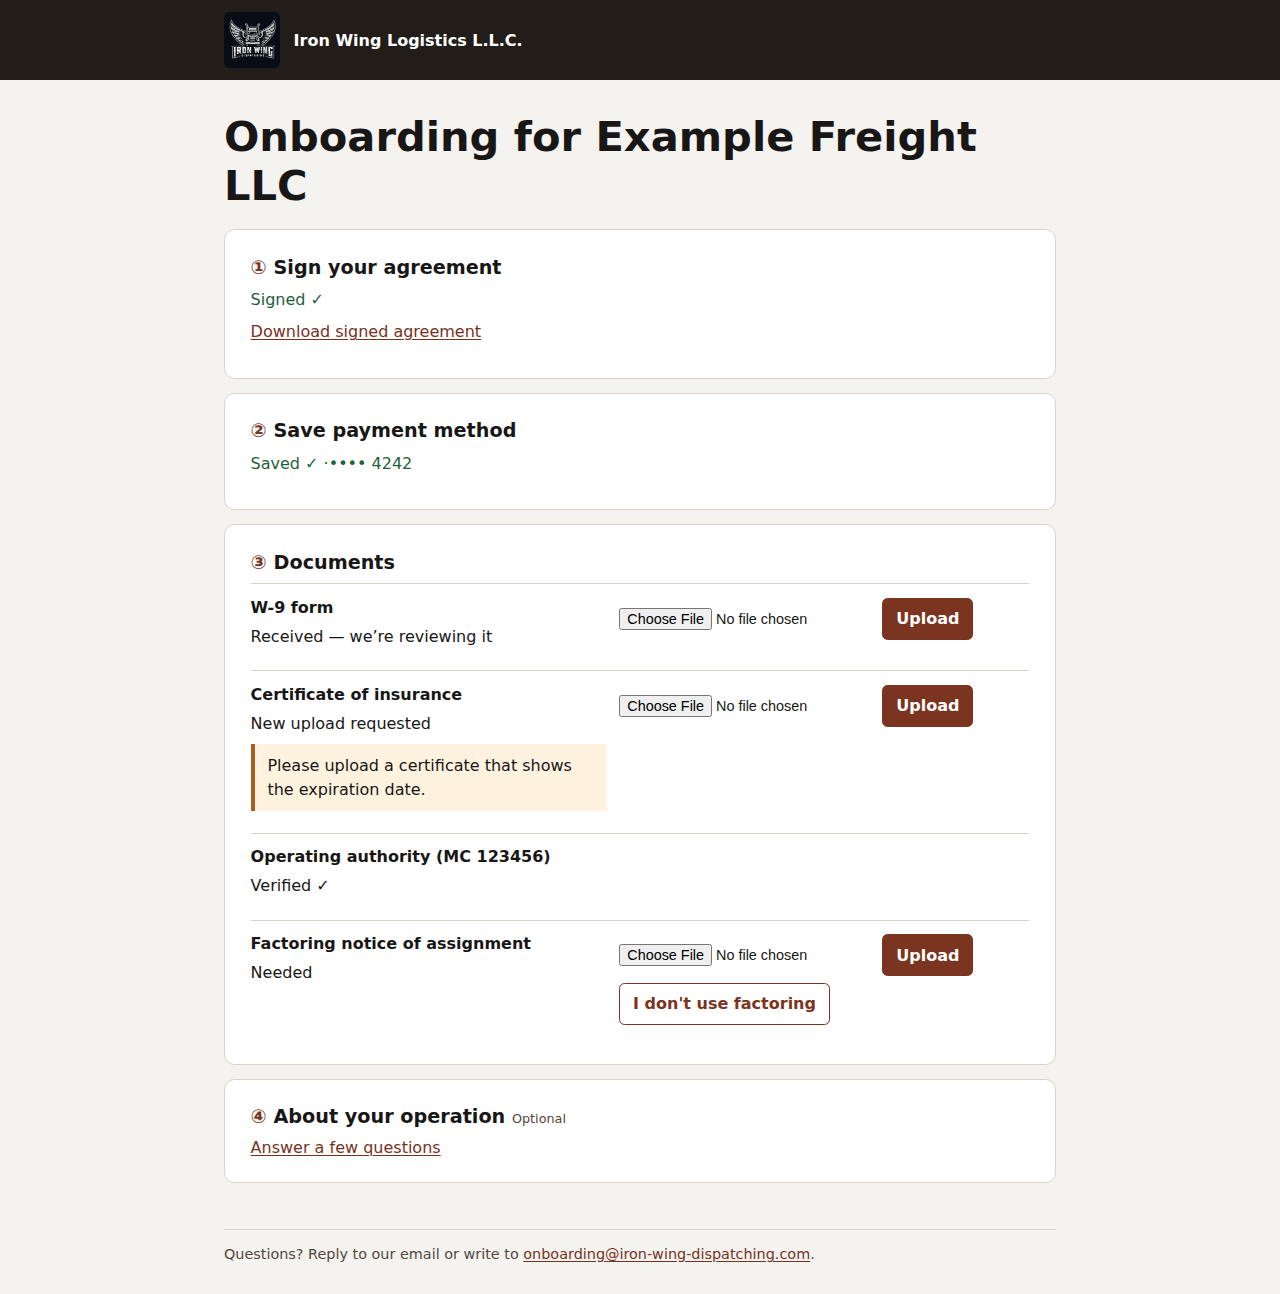 IRON WING
Iron Wing Logistics L.L.C.
Onboarding for Example Freight
LLC
① Sign your agreement
Signed ✓
Download signed agreement
② Save payment method
Saved ✓ ·•••• 4242
③ Documents
W-9 form
Choose File No file chosen
Upload
Received — we’re reviewing it
Certificate of insurance
Choose File No file chosen
Upload
New upload requested
Please upload a certificate that shows
the expiration date.
Operating authority (MC 123456)
Verified ✓
Factoring notice of assignment
Choose File No file chosen
Upload
Needed
I don't use factoring
④ About your operation Optional
Answer a few questions
Questions? Reply to our email or write to onboarding@iron-wing-dispatching.com.